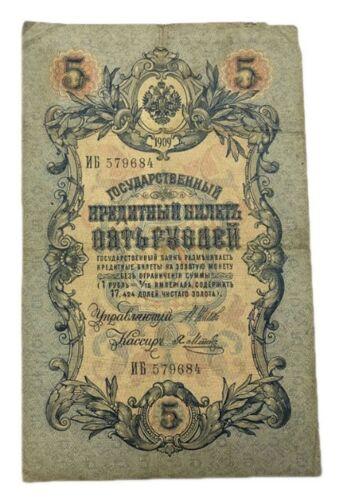 5 5
1909
ИБ 579684
ГОСУДАРСТВЕННЫЙ
КРЕДИТНЫЙ БИЛЕТЪ
ПЯТЬ РУБЛЕЙ
ГОСУДАРСТВЕННЫЙ БАНКЪ РАЗМѢНИВАЕТЪ
КРЕДИТНЫЕ БИЛЕТЫ НА ЗОЛОТУЮ МОНЕТУ
БЕЗЪ ОГРАНИЧЕНІЯ СУММЫ
(1 РУБЛЬ = 1/15 ИМПЕРІАЛА, СОДЕРЖИТЪ
17,424 ДОЛЕЙ ЧИСТАГО ЗОЛОТА).
Управляющій
Кассиръ
ИБ 579684
5